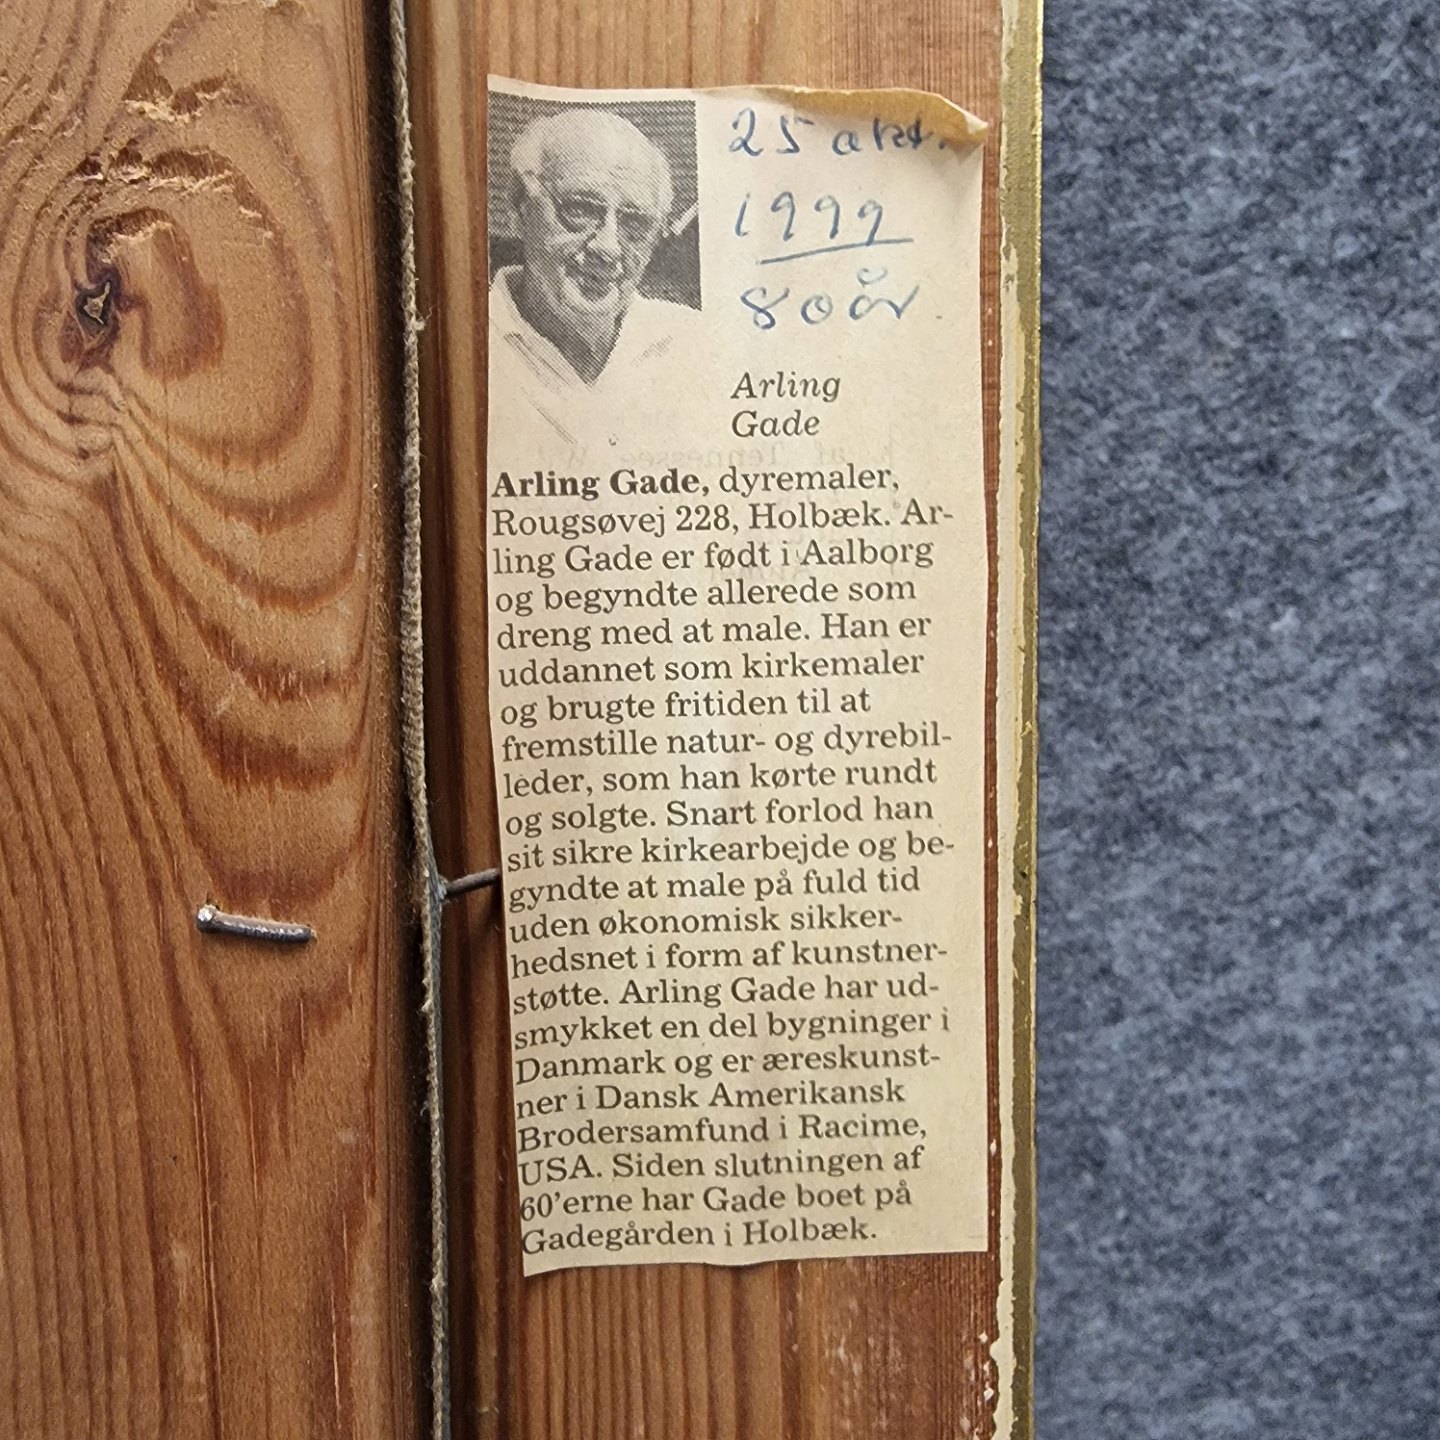 25 okt.
1999
80 år
Arling
Gade
Arling Gade, dyremaler,
Rougsøvej 228, Holbæk. Ar-
ling Gade er født i Aalborg
og begyndte allerede som
dreng med at male. Han er
uddannet som kirkemaler
og brugte fritiden til at
fremstille natur- og dyrebil-
leder, som han kørte rundt
og solgte. Snart forlod han
sit sikre kirkearbejde og be-
gyndte at male på fuld tid
uden økonomisk sikker-
hedsnet i form af kunstner-
støtte. Arling Gade har ud-
smykket en del bygninger i
Danmark og er æreskunst-
ner i Dansk Amerikansk
Brodersamfund i Racime,
USA. Siden slutningen af
60'erne har Gade boet på
Gadegården i Holbæk.